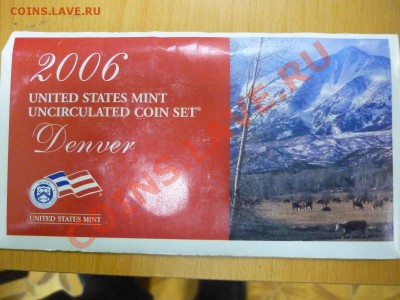 COINS.LAVE.RU
2006
UNITED STATES MINT
UNCIRCULATED COIN SET®
Denver
UNITED STATES MINT
COINS.LAVE.RU